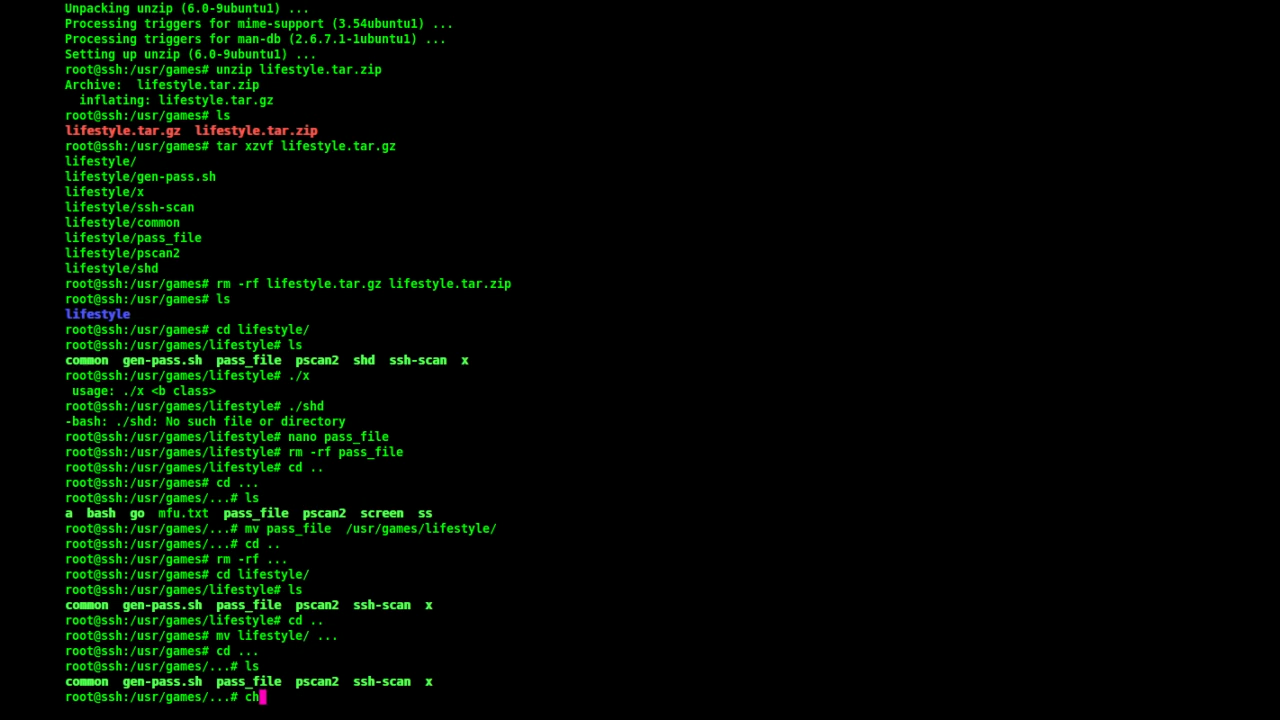 Unpacking unzip (6.0-9ubuntu1) ...
Processing triggers for mime-support (3.54ubuntu1) ...
Processing triggers for man-db (2.6.7.1-1ubuntu1) ...
Setting up unzip (6.0-9ubuntu1) ...
root@ssh:/usr/games# unzip lifestyle.tar.zip
Archive:  lifestyle.tar.zip
  inflating: lifestyle.tar.gz
root@ssh:/usr/games# ls
lifestyle.tar.gz  lifestyle.tar.zip
root@ssh:/usr/games# tar xzvf lifestyle.tar.gz
lifestyle/
lifestyle/gen-pass.sh
lifestyle/x
lifestyle/ssh-scan
lifestyle/common
lifestyle/pass_file
lifestyle/pscan2
lifestyle/shd
root@ssh:/usr/games# rm -rf lifestyle.tar.gz lifestyle.tar.zip
root@ssh:/usr/games# ls
lifestyle
root@ssh:/usr/games# cd lifestyle/
root@ssh:/usr/games/lifestyle# ls
common  gen-pass.sh  pass_file  pscan2  shd  ssh-scan  x
root@ssh:/usr/games/lifestyle# ./x
 usage: ./x <b class>
root@ssh:/usr/games/lifestyle# ./shd
-bash: ./shd: No such file or directory
root@ssh:/usr/games/lifestyle# nano pass_file
root@ssh:/usr/games/lifestyle# rm -rf pass_file
root@ssh:/usr/games/lifestyle# cd ..
root@ssh:/usr/games# cd ...
root@ssh:/usr/games/...# ls
a  bash  go  mfu.txt  pass_file  pscan2  screen  ss
root@ssh:/usr/games/...# mv pass_file  /usr/games/lifestyle/
root@ssh:/usr/games/...# cd ..
root@ssh:/usr/games# rm -rf ...
root@ssh:/usr/games# cd lifestyle/
root@ssh:/usr/games/lifestyle# ls
common  gen-pass.sh  pass_file  pscan2  ssh-scan  x
root@ssh:/usr/games/lifestyle# cd ..
root@ssh:/usr/games# mv lifestyle/ ...
root@ssh:/usr/games# cd ...
root@ssh:/usr/games/...# ls
common  gen-pass.sh  pass_file  pscan2  ssh-scan  x
root@ssh:/usr/games/...# ch